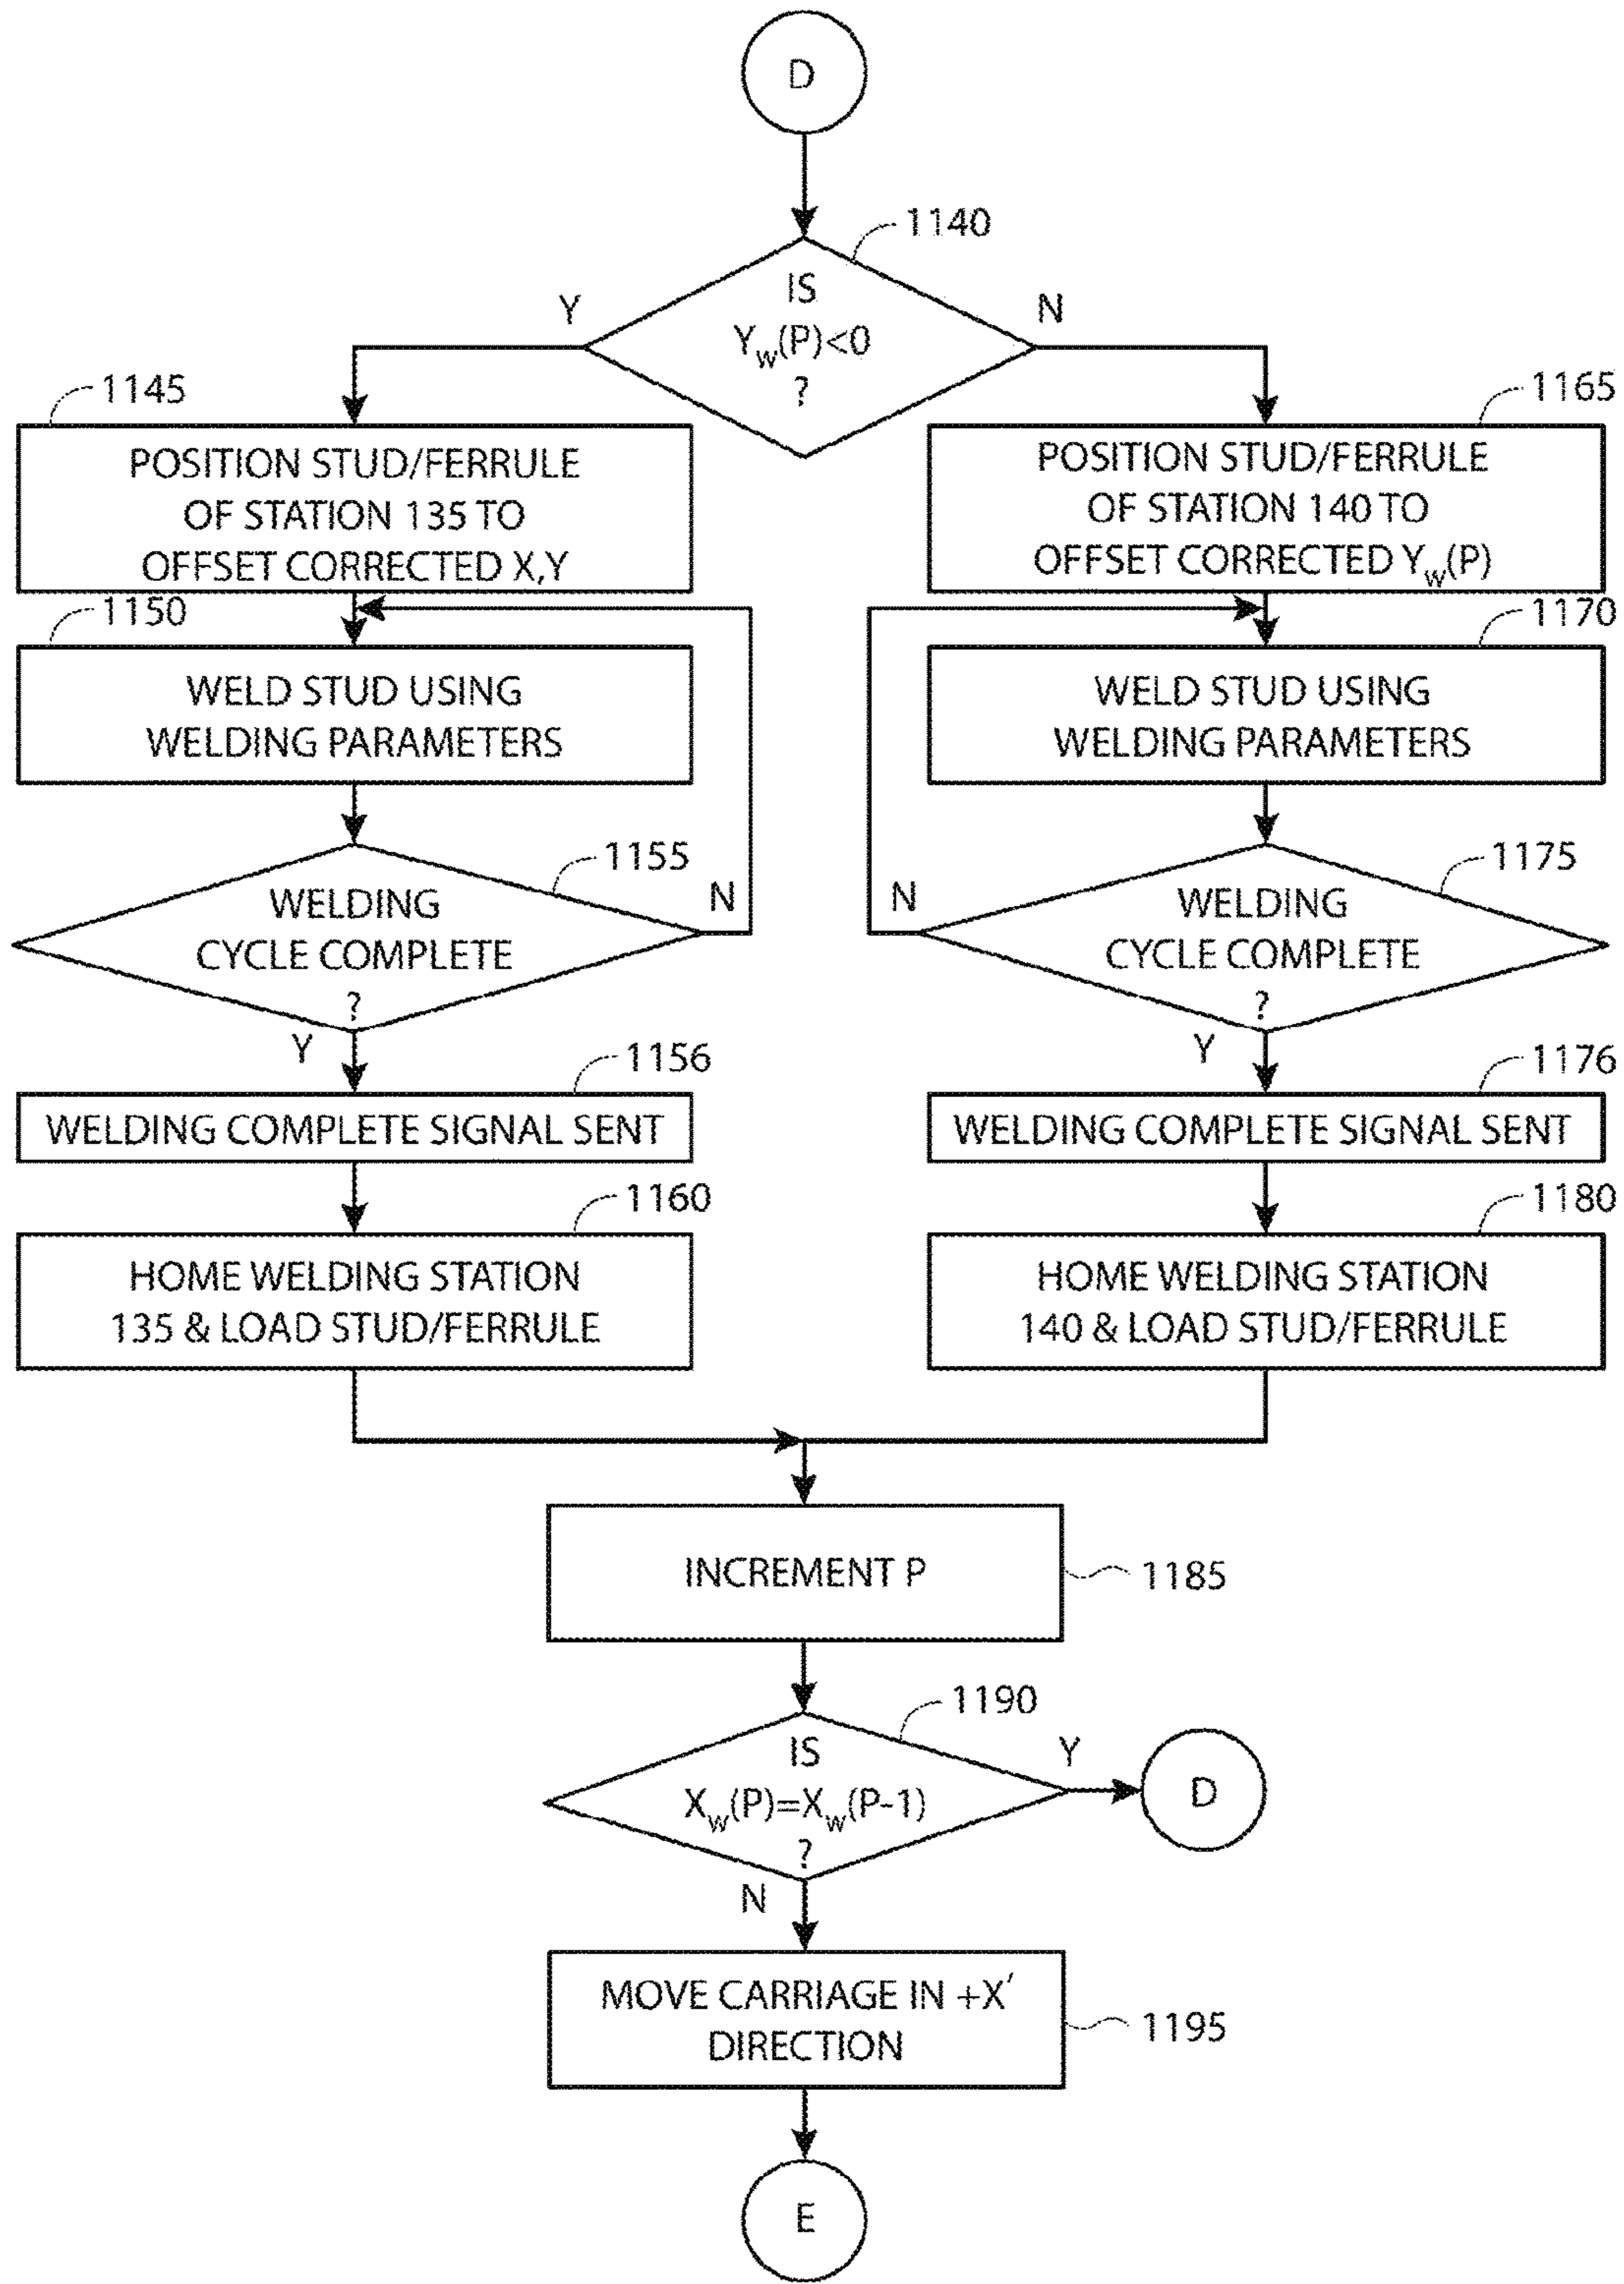 D
1140
IS
Yw(P)<0
?
Y
N
1145
POSITION STUD/FERRULE
OF STATION 135 TO
OFFSET CORRECTED X,Y
1165
POSITION STUD/FERRULE
OF STATION 140 TO
OFFSET CORRECTED Yw(P)
1150
WELD STUD USING
WELDING PARAMETERS
1170
WELD STUD USING
WELDING PARAMETERS
1155
WELDING
CYCLE COMPLETE
?
N
Y
1175
WELDING
CYCLE COMPLETE
?
N
Y
1156
WELDING COMPLETE SIGNAL SENT
1176
WELDING COMPLETE SIGNAL SENT
1160
HOME WELDING STATION
135 & LOAD STUD/FERRULE
1180
HOME WELDING STATION
140 & LOAD STUD/FERRULE
INCREMENT P
1185
1190
IS
Xw(P)=Xw(P-1)
?
Y
D
N
MOVE CARRIAGE IN +X'
DIRECTION
1195
E